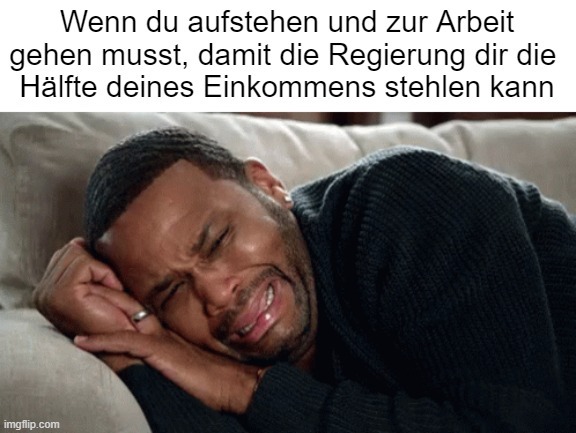 Wenn du aufstehen und zur Arbeit
gehen musst, damit die Regierung dir die
Hälfte deines Einkommens stehlen kann
imgflip.com